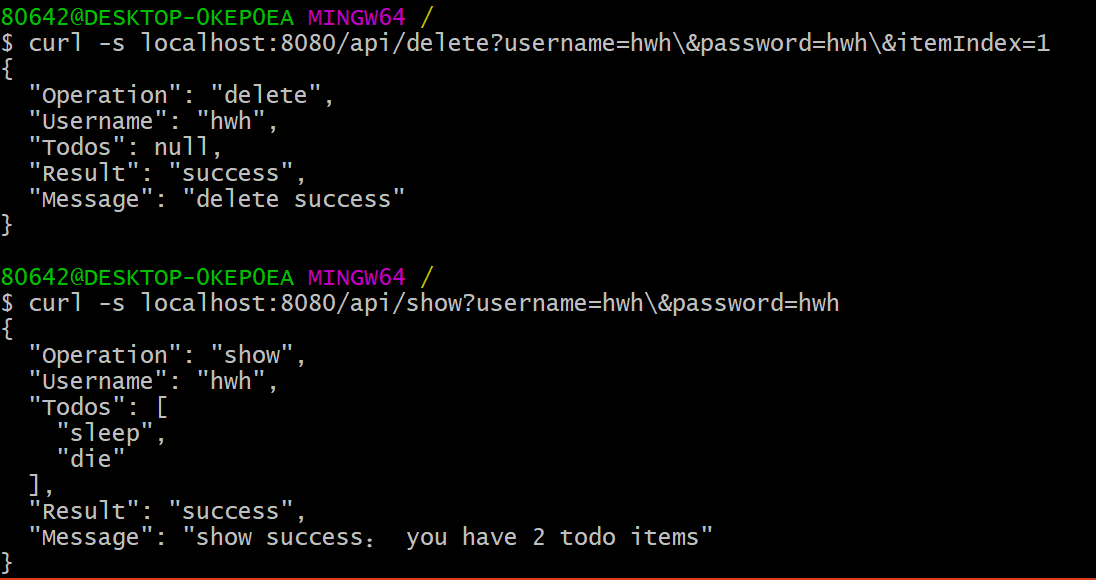 80642@DESKTOP-0KEP0EA MINGW64 /
$ curl -s localhost:8080/api/delete?username=hwh\&password=hwh\&itemIndex=1
{
  "Operation": "delete",
  "Username": "hwh",
  "Todos": null,
  "Result": "success",
  "Message": "delete success"
}
80642@DESKTOP-0KEP0EA MINGW64 /
$ curl -s localhost:8080/api/show?username=hwh\&password=hwh
{
  "Operation": "show",
  "Username": "hwh",
  "Todos": [
    "sleep",
    "die"
  ],
  "Result": "success",
  "Message": "show success： you have 2 todo items"
}